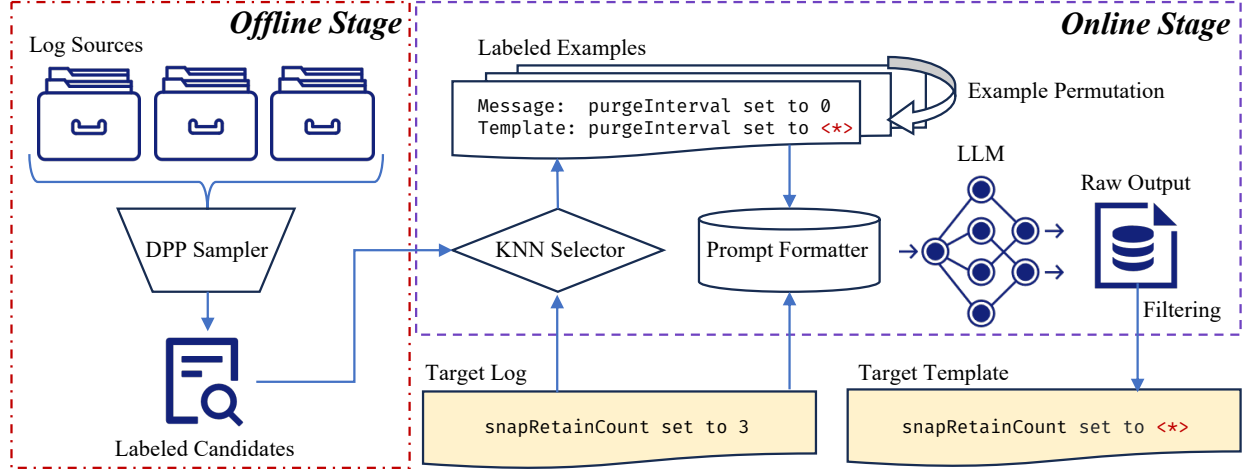 Offline Stage
Log Sources
DPP Sampler
Labeled Candidates
Online Stage
Labeled Examples
Message:  purgeInterval set to 0
Template: purgeInterval set to <*>
Example Permutation
KNN Selector
Prompt Formatter
LLM
Raw Output
Filtering
Target Log
snapRetainCount set to 3
Target Template
snapRetainCount set to <*>